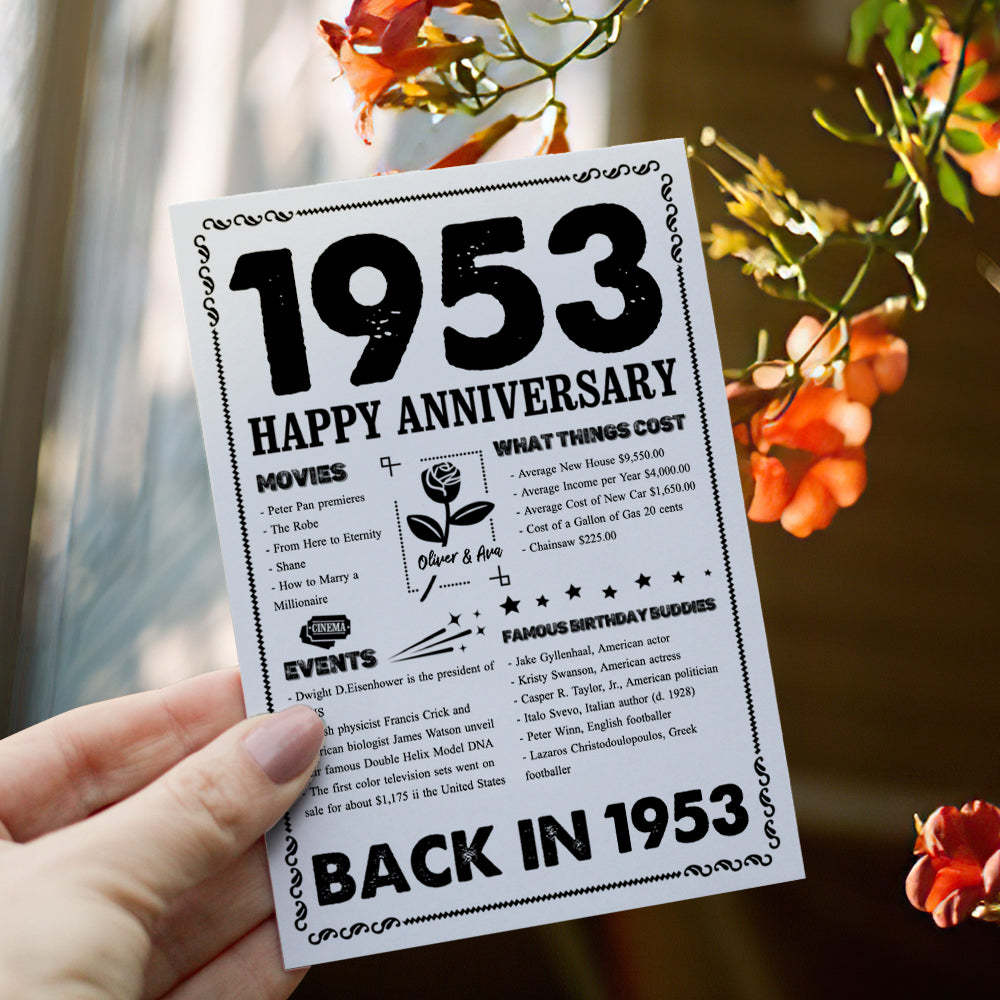 1953
HAPPY ANNIVERSARY
MOVIES
- Peter Pan premieres
- The Robe
- From Here to Eternity
- Shane
- How to Marry a
Millionaire
Oliver & Ava
WHAT THINGS COST
- Average New House $9,550.00
- Average Income per Year $4,000.00
- Average Cost of New Car $1,650.00
- Cost of a Gallon of Gas 20 cents
- Chainsaw $225.00
CINEMA
EVENTS
- Dwight D.Eisenhower is the president of
physicist Francis Crick and
biologist James Watson unveil
famous Double Helix Model DNA
- The first color television sets went on
sale for about $1,175 ii the United States
FAMOUS BIRTHDAY BUDDIES
- Jake Gyllenhaal, American actor
- Kristy Swanson, American actress
- Casper R. Taylor, Jr., American politician
- Italo Svevo, Italian author (d. 1928)
- Peter Winn, English footballer
- Lazaros Christodoulopoulos, Greek
footballer
BACK IN 1953